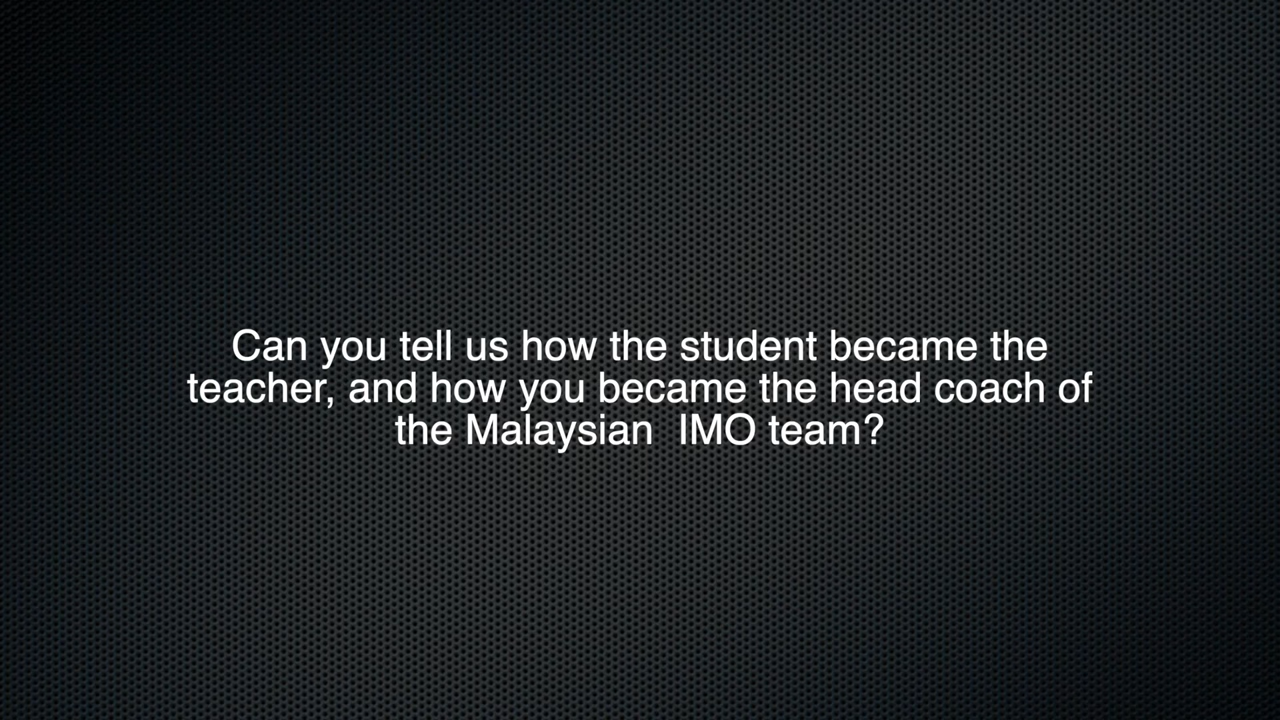 Can you tell us how the student became the
teacher, and how you became the head coach of
the Malaysian  IMO team?